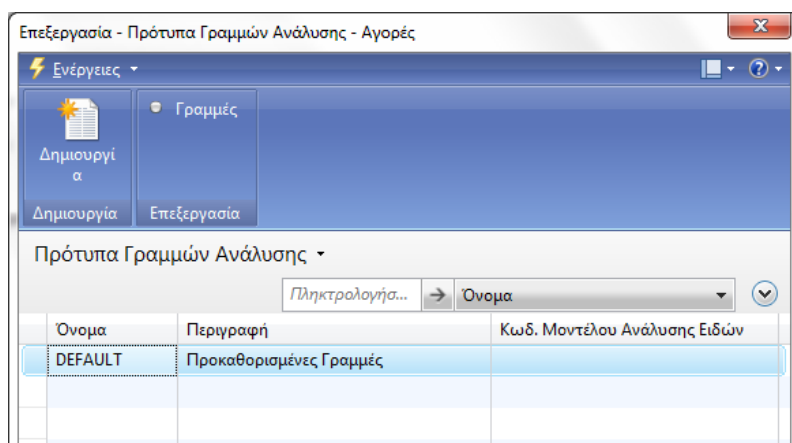 Επεξεργασία - Πρότυπα Γραμμών Ανάλυσης - Αγορές
Ενέργειες
Γραμμές
Δημιουργί
α
Δημιουργία Επεξεργασία
Πρότυπα Γραμμών Ανάλυσης
Πληκτρολογήσ... Όνομα
Όνομα Περιγραφή Κωδ. Μοντέλου Ανάλυσης Ειδών
DEFAULT Προκαθορισμένες Γραμμές